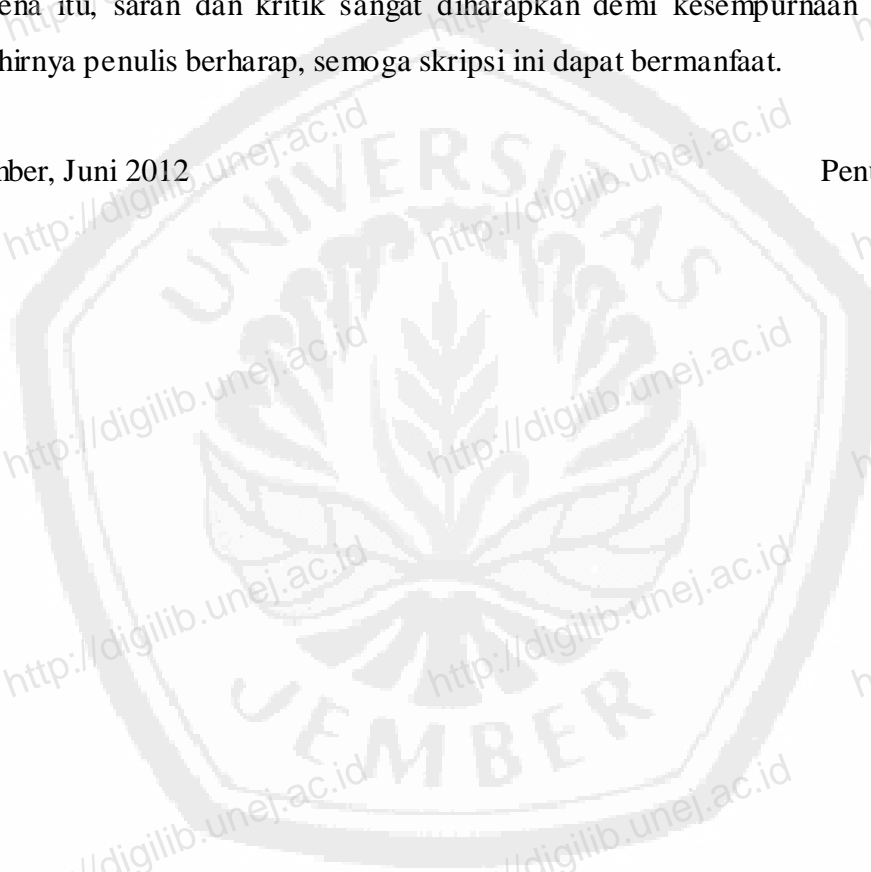 ena itu, saran dan kritik sangat diharapkan demi kesempurnaan
hirnya penulis berharap, semoga skripsi ini dapat bermanfaat.
ber, Juni 2012 Pen
UNIVERSITAS
JEMBER
http://digilib.unej.ac.id
http://digilib.unej.ac.id
http://digilib.unej.ac.id
http://digilib.unej.ac.id
http://digilib.unej.ac.id
http://digilib.unej.ac.id
//digilib.unej.ac.id
//digilib.unej.ac.id